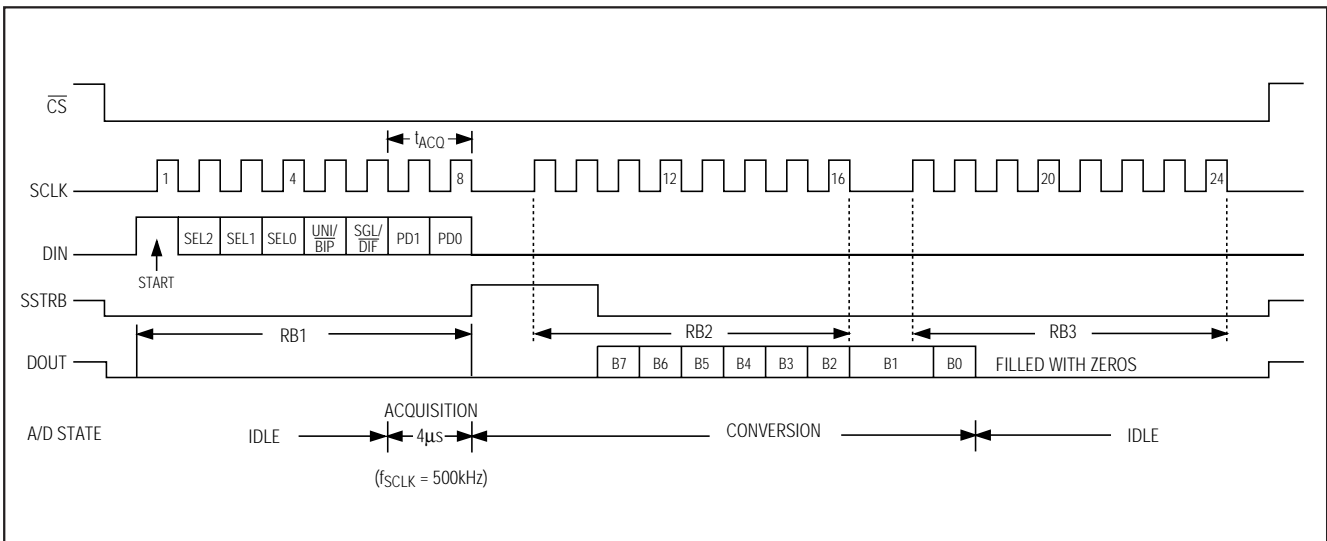 CS
tACQ
SCLK
1
4
8
12
16
20
24
DIN
SEL2
SEL1
SEL0
UNI/
BIP
SGL/
DIF
PD1
PD0
START
SSTRB
RB1
RB2
RB3
DOUT
B7
B6
B5
B4
B3
B2
B1
B0
FILLED WITH ZEROS
A/D STATE
IDLE
ACQUISITION
4μs
(fSCLK = 500kHz)
CONVERSION
IDLE